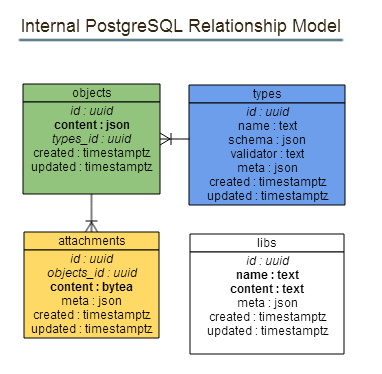 Internal PostgreSQL Relationship Model
objects
id : uuid
content : json
types_id : uuid
created : timestamptz
updated : timestamptz
types
id : uuid
name : text
schema : json
validator : text
meta : json
created : timestamptz
updated : timestamptz
attachments
id : uuid
objects_id : uuid
content : bytea
meta : json
created : timestamptz
updated : timestamptz
libs
id : uuid
name : text
content : text
meta : json
created : timestamptz
updated : timestamptz